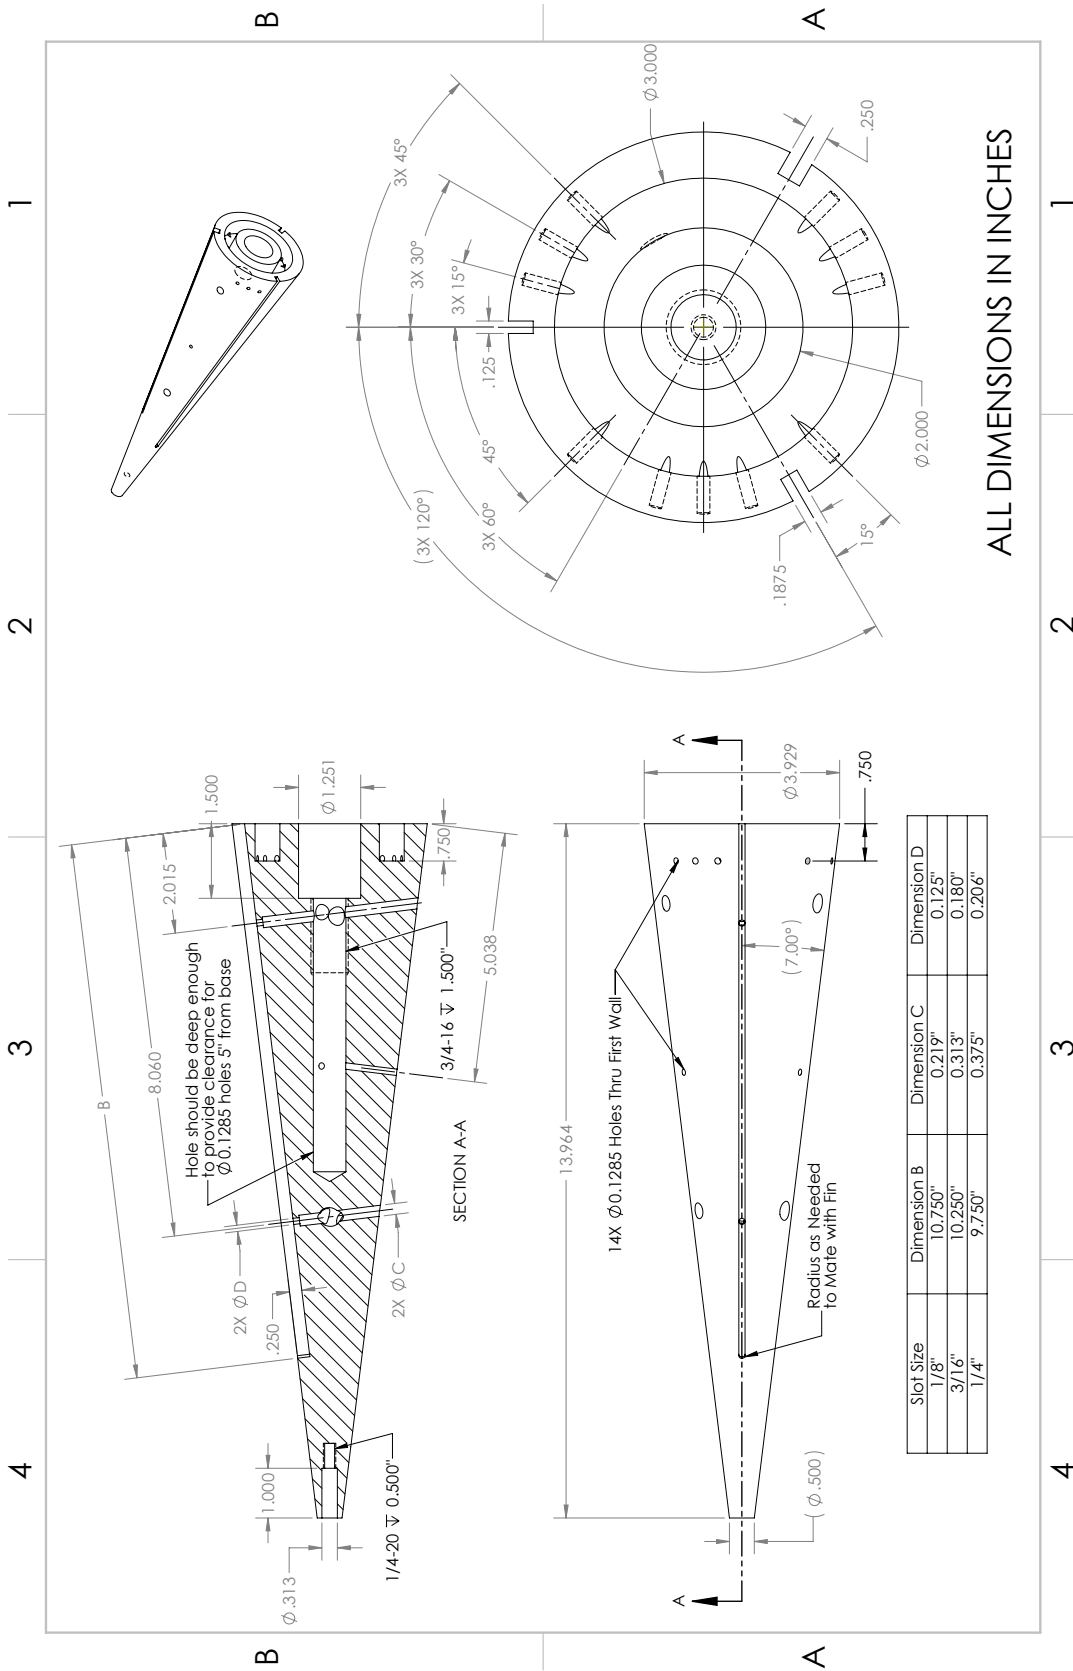 4
3
2
1
B
A
Ø.313
1.000
1/4-20 ↧ 0.500"
B
8.060
2.015
1.500
Hole should be deep enough
to provide clearance for
Ø0.1285 holes 5" from base
2X ØD
.250
2X ØC
Ø1.251
.750
5.038
3/4-16 ↧ 1.500"
SECTION A-A
13.964
14X Ø0.1285 Holes Thru First Wall
A
A
(Ø.500)
(7.00°)
Ø3.929
.750
Radius as Needed
to Mate with Fin
Slot Size Dimension B Dimension C Dimension D
1/8" 10.750" 0.219" 0.125"
3/16" 10.250" 0.313" 0.180"
1/4" 9.750" 0.375" 0.206"
(3X 120°)
3X 60°
45°
.125
3X 15°
3X 30°
3X 45°
Ø3.000
.250
Ø2.000
.1875
15°
ALL DIMENSIONS IN INCHES
B
A
4
3
2
1